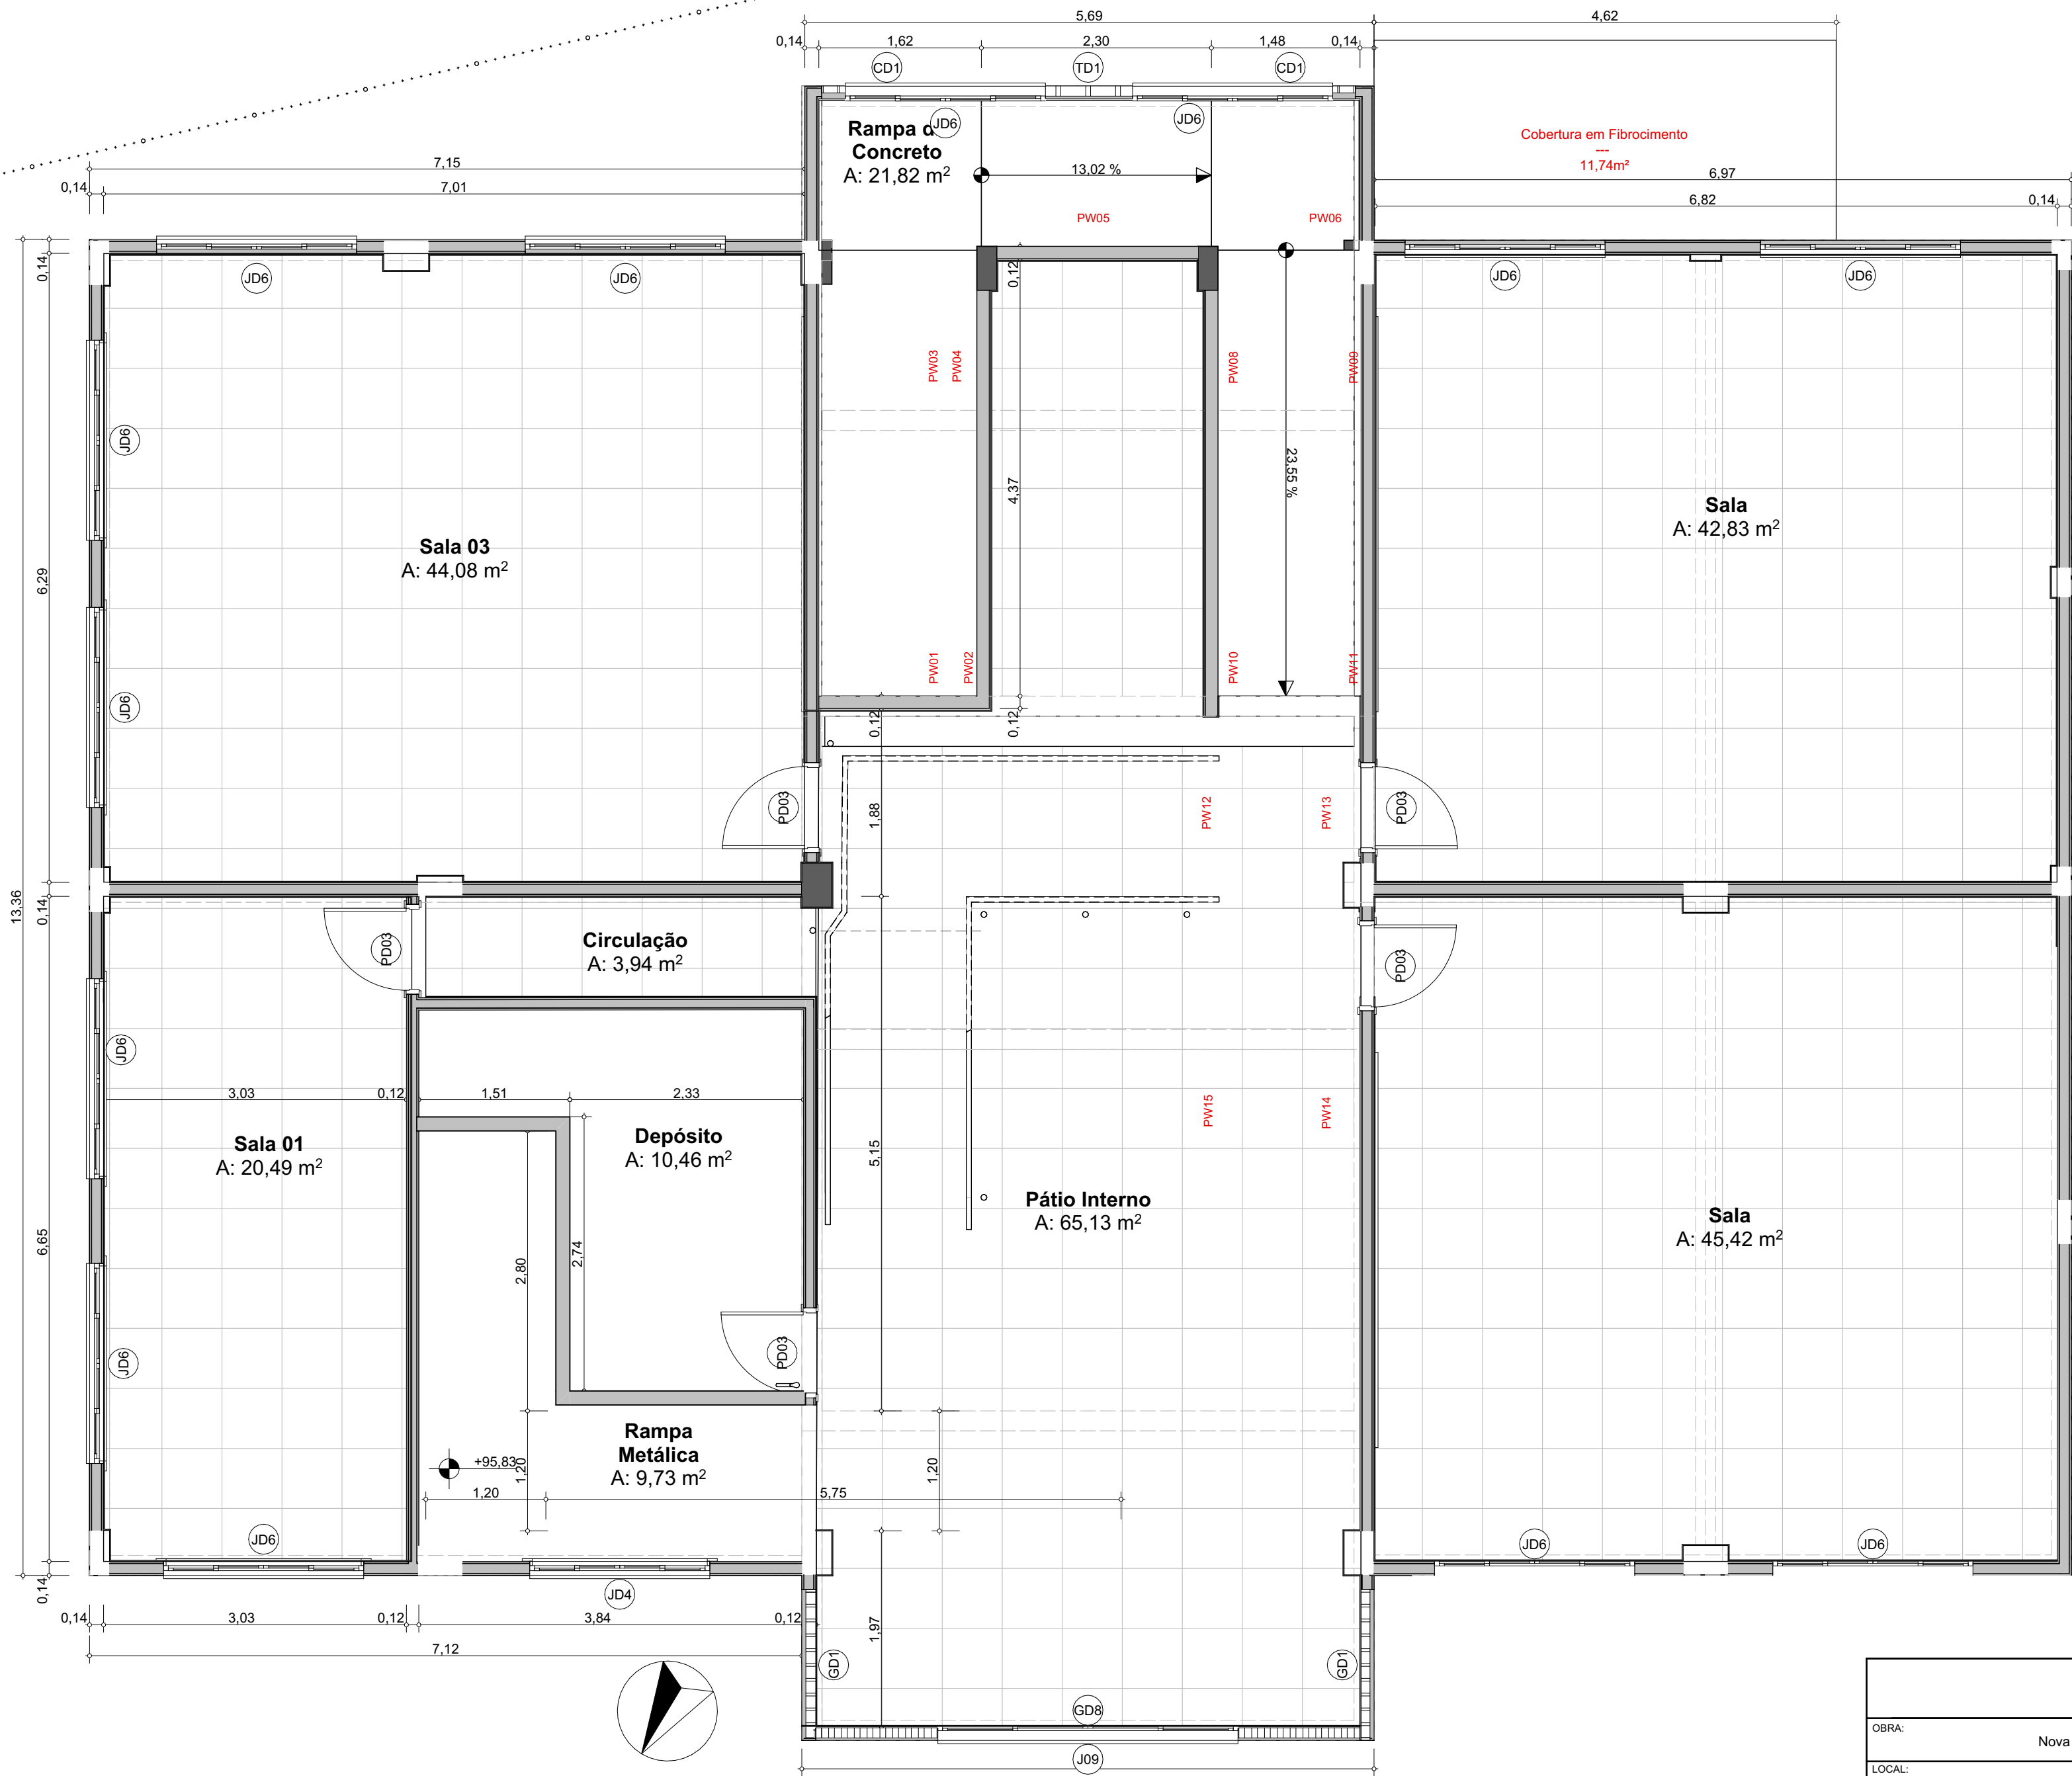 5,69
4,62
0,14
1,62
2,30
1,48
0,14
CD1
TD1
CD1
JD6
JD6
Rampa d
Concreto
A: 21,82 m²
13,02 %
Cobertura em Fibrocimento
---
11,74m²
7,15
0,14
7,01
6,97
6,82
0,14
PW05
PW06
0,14
JD6
JD6
0,12
JD6
JD6
PW03
PW04
PW08
PW09
JD6
23,55 %
4,37
Sala 03
A: 44,08 m²
Sala
A: 42,83 m²
6,29
PW01
PW02
PW10
PW11
JD6
0,12
0,12
PD03
1,88
PW12
PW13
PD03
13,36
0,14
PD03
Circulação
A: 3,94 m²
PD03
JD6
3,03
0,12
1,51
2,33
PW15
PW14
Sala 01
A: 20,49 m²
Depósito
A: 10,46 m²
5,15
Pátio Interno
A: 65,13 m²
Sala
A: 45,42 m²
6,65
2,80
2,74
JD6
PD03
Rampa
Metálica
A: 9,73 m²
+95,83
1,20
1,20
1,20
5,75
JD6
JD6
JD6
0,14
JD4
0,14
3,03
0,12
3,84
0,12
7,12
1,97
GD1
GD1
GD8
J09
OBRA:
Nova
LOCAL: